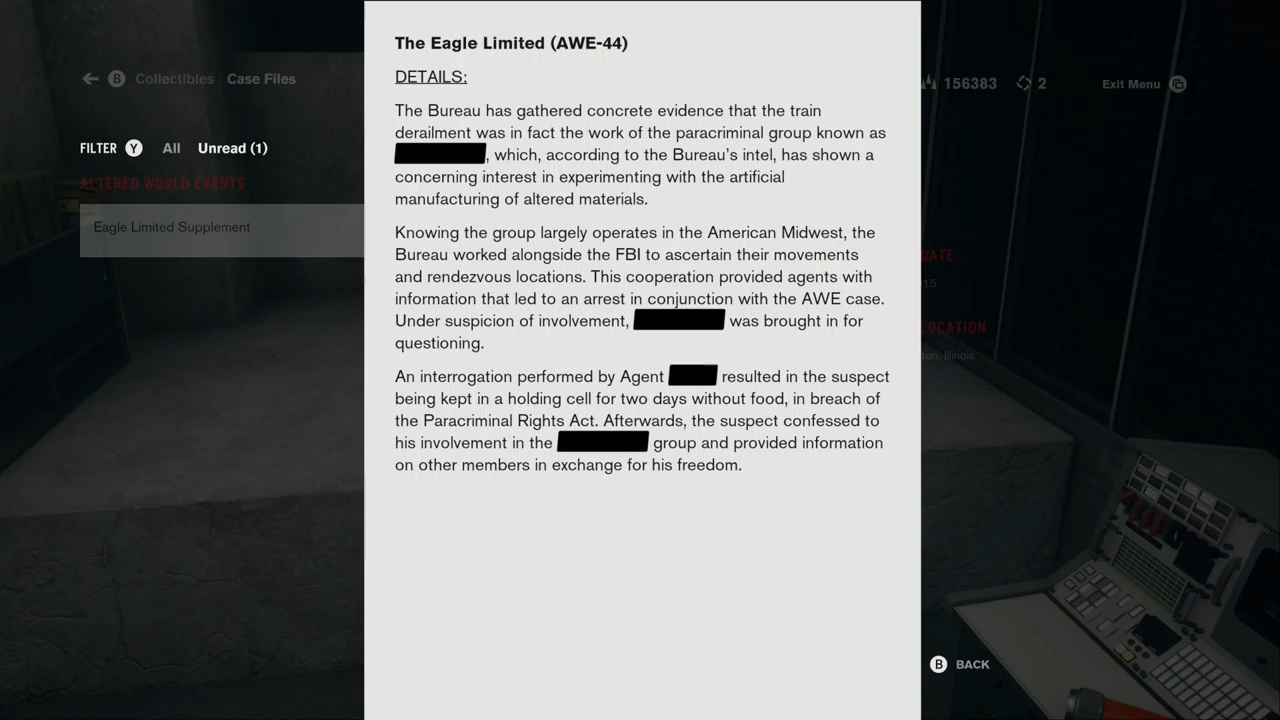 The Eagle Limited (AWE-44)
DETAILS:
The Bureau has gathered concrete evidence that the train
derailment was in fact the work of the paracriminal group known as
, which, according to the Bureau's intel, has shown a
concerning interest in experimenting with the artificial
manufacturing of altered materials.
Knowing the group largely operates in the American Midwest, the
Bureau worked alongside the FBI to ascertain their movements
and rendezvous locations. This cooperation provided agents with
information that led to an arrest in conjunction with the AWE case.
Under suspicion of involvement, was brought in for
questioning.
An interrogation performed by Agent resulted in the suspect
being kept in a holding cell for two days without food, in breach of
the Paracriminal Rights Act. Afterwards, the suspect confessed to
his involvement in the group and provided information
on other members in exchange for his freedom.
B Collectibles Case Files
FILTER Y All Unread (1)
ALTERED WORLD EVENTS
Eagle Limited Supplement
156383 2 Exit Menu
DATE
15
LOCATION
Illinois
B BACK